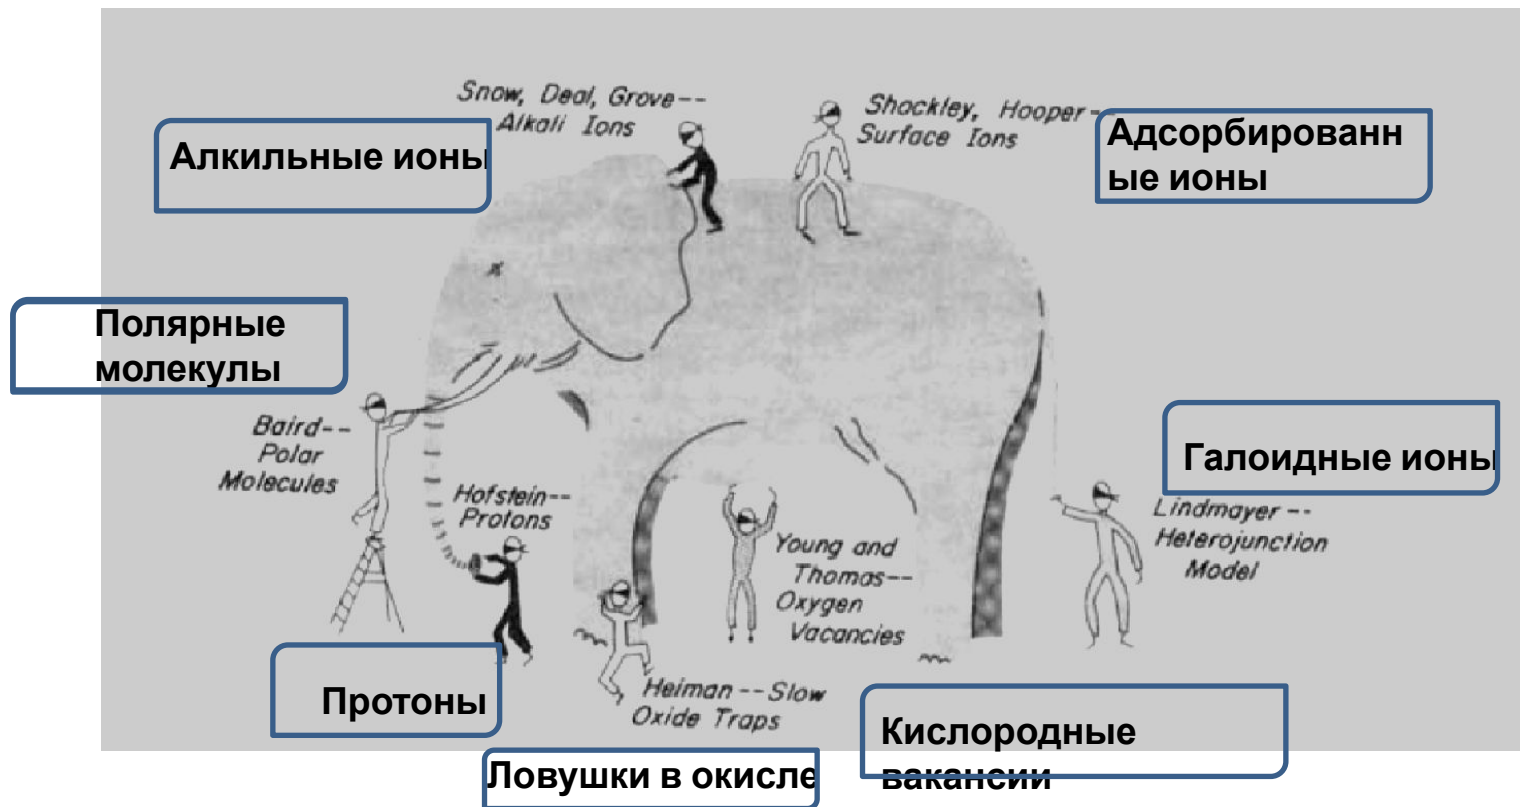 Snow, Deal, Grove--
Alkali Ions
Shockley, Hooper--
Surface Ions
Алкильные ионы
Адсорбированн
ые ионы
Полярные
молекулы
Baird--
Polar
Molecules
Галоидные ионы
Hofstein--
Protons
Lindmayer--
Heterojunction
Model
Young and
Thomas--
Oxygen
Vacancies
Протоны
Heiman--Slow
Oxide Traps
Кислородные
вакансии
Ловушки в окисле